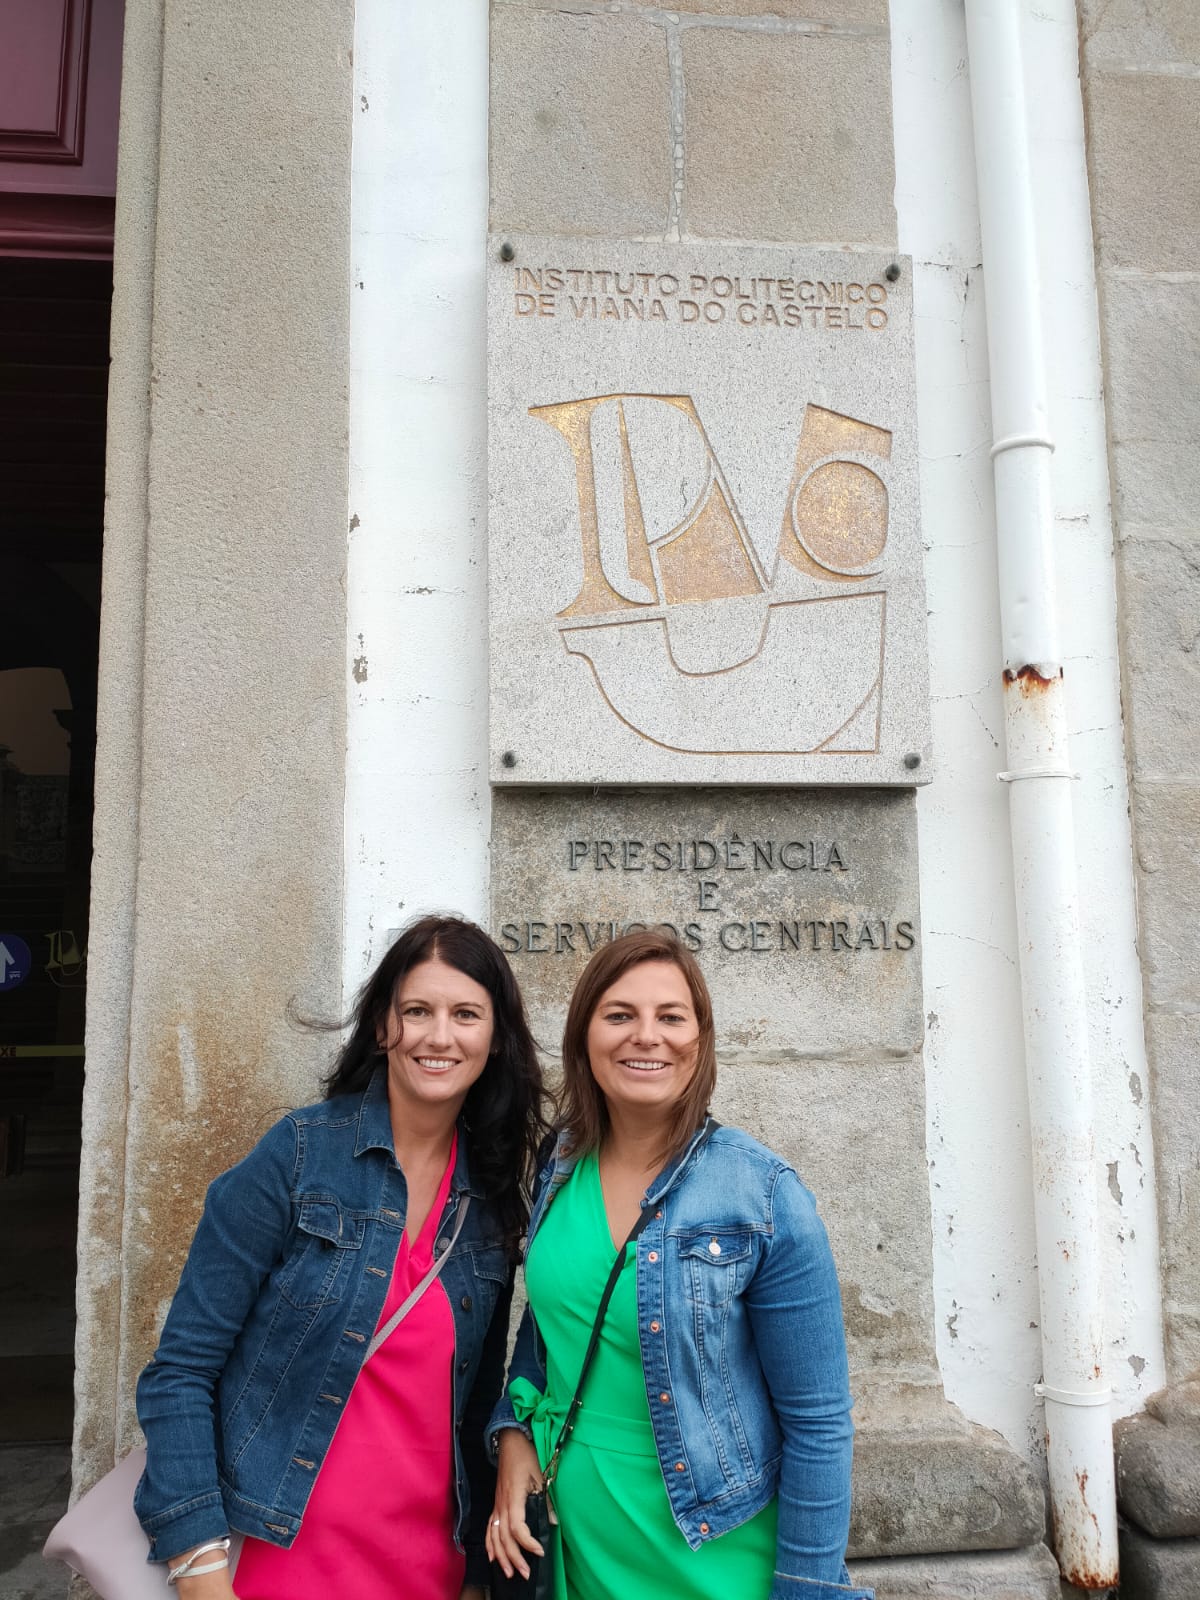 INSTITUTO POLITÉCNICO
DE VIANA DO CASTELO
IPVC
PRESIDÊNCIA
E
SERVIÇOS CENTRAIS